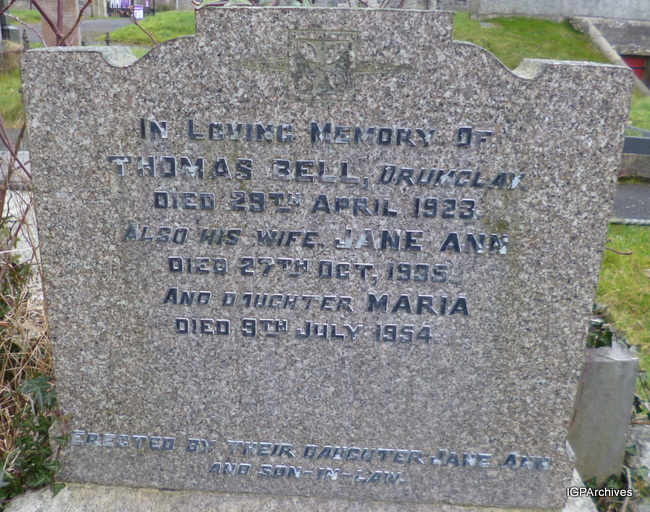 IN LOVING MEMORY OF
THOMAS BELL, DRUMCLAY
DIED 29TH APRIL 1923
ALSO HIS WIFE JANE ANN
DIED 27TH OCT, 1935.
AND DAUGHTER MARIA
DIED 9TH JULY 1954
ERECTED BY THEIR DAUGHTER JANE ANN
AND SON-IN-LAW.
IGPArchives